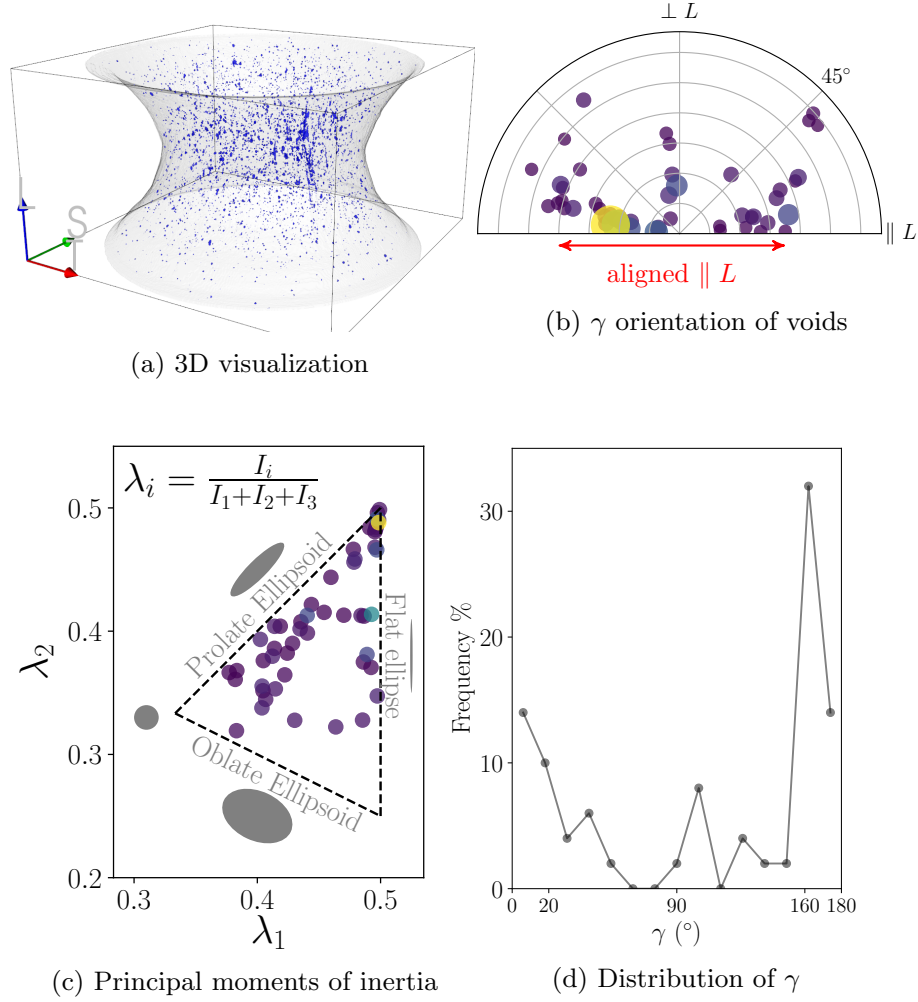 L
S
T
(a) 3D visualization
⊥ L
45°
∥ L
aligned ∥ L
(b) γ orientation of voids
λ_i = I_i / (I_1+I_2+I_3)
Prolate Ellipsoid
Flat ellipse
Oblate Ellipsoid
0.5
0.4
0.3
0.2
λ_2
0.3
0.4
0.5
λ_1
(c) Principal moments of inertia
30
20
10
0
Frequency %
0
20
90
160
180
γ (°)
(d) Distribution of γ